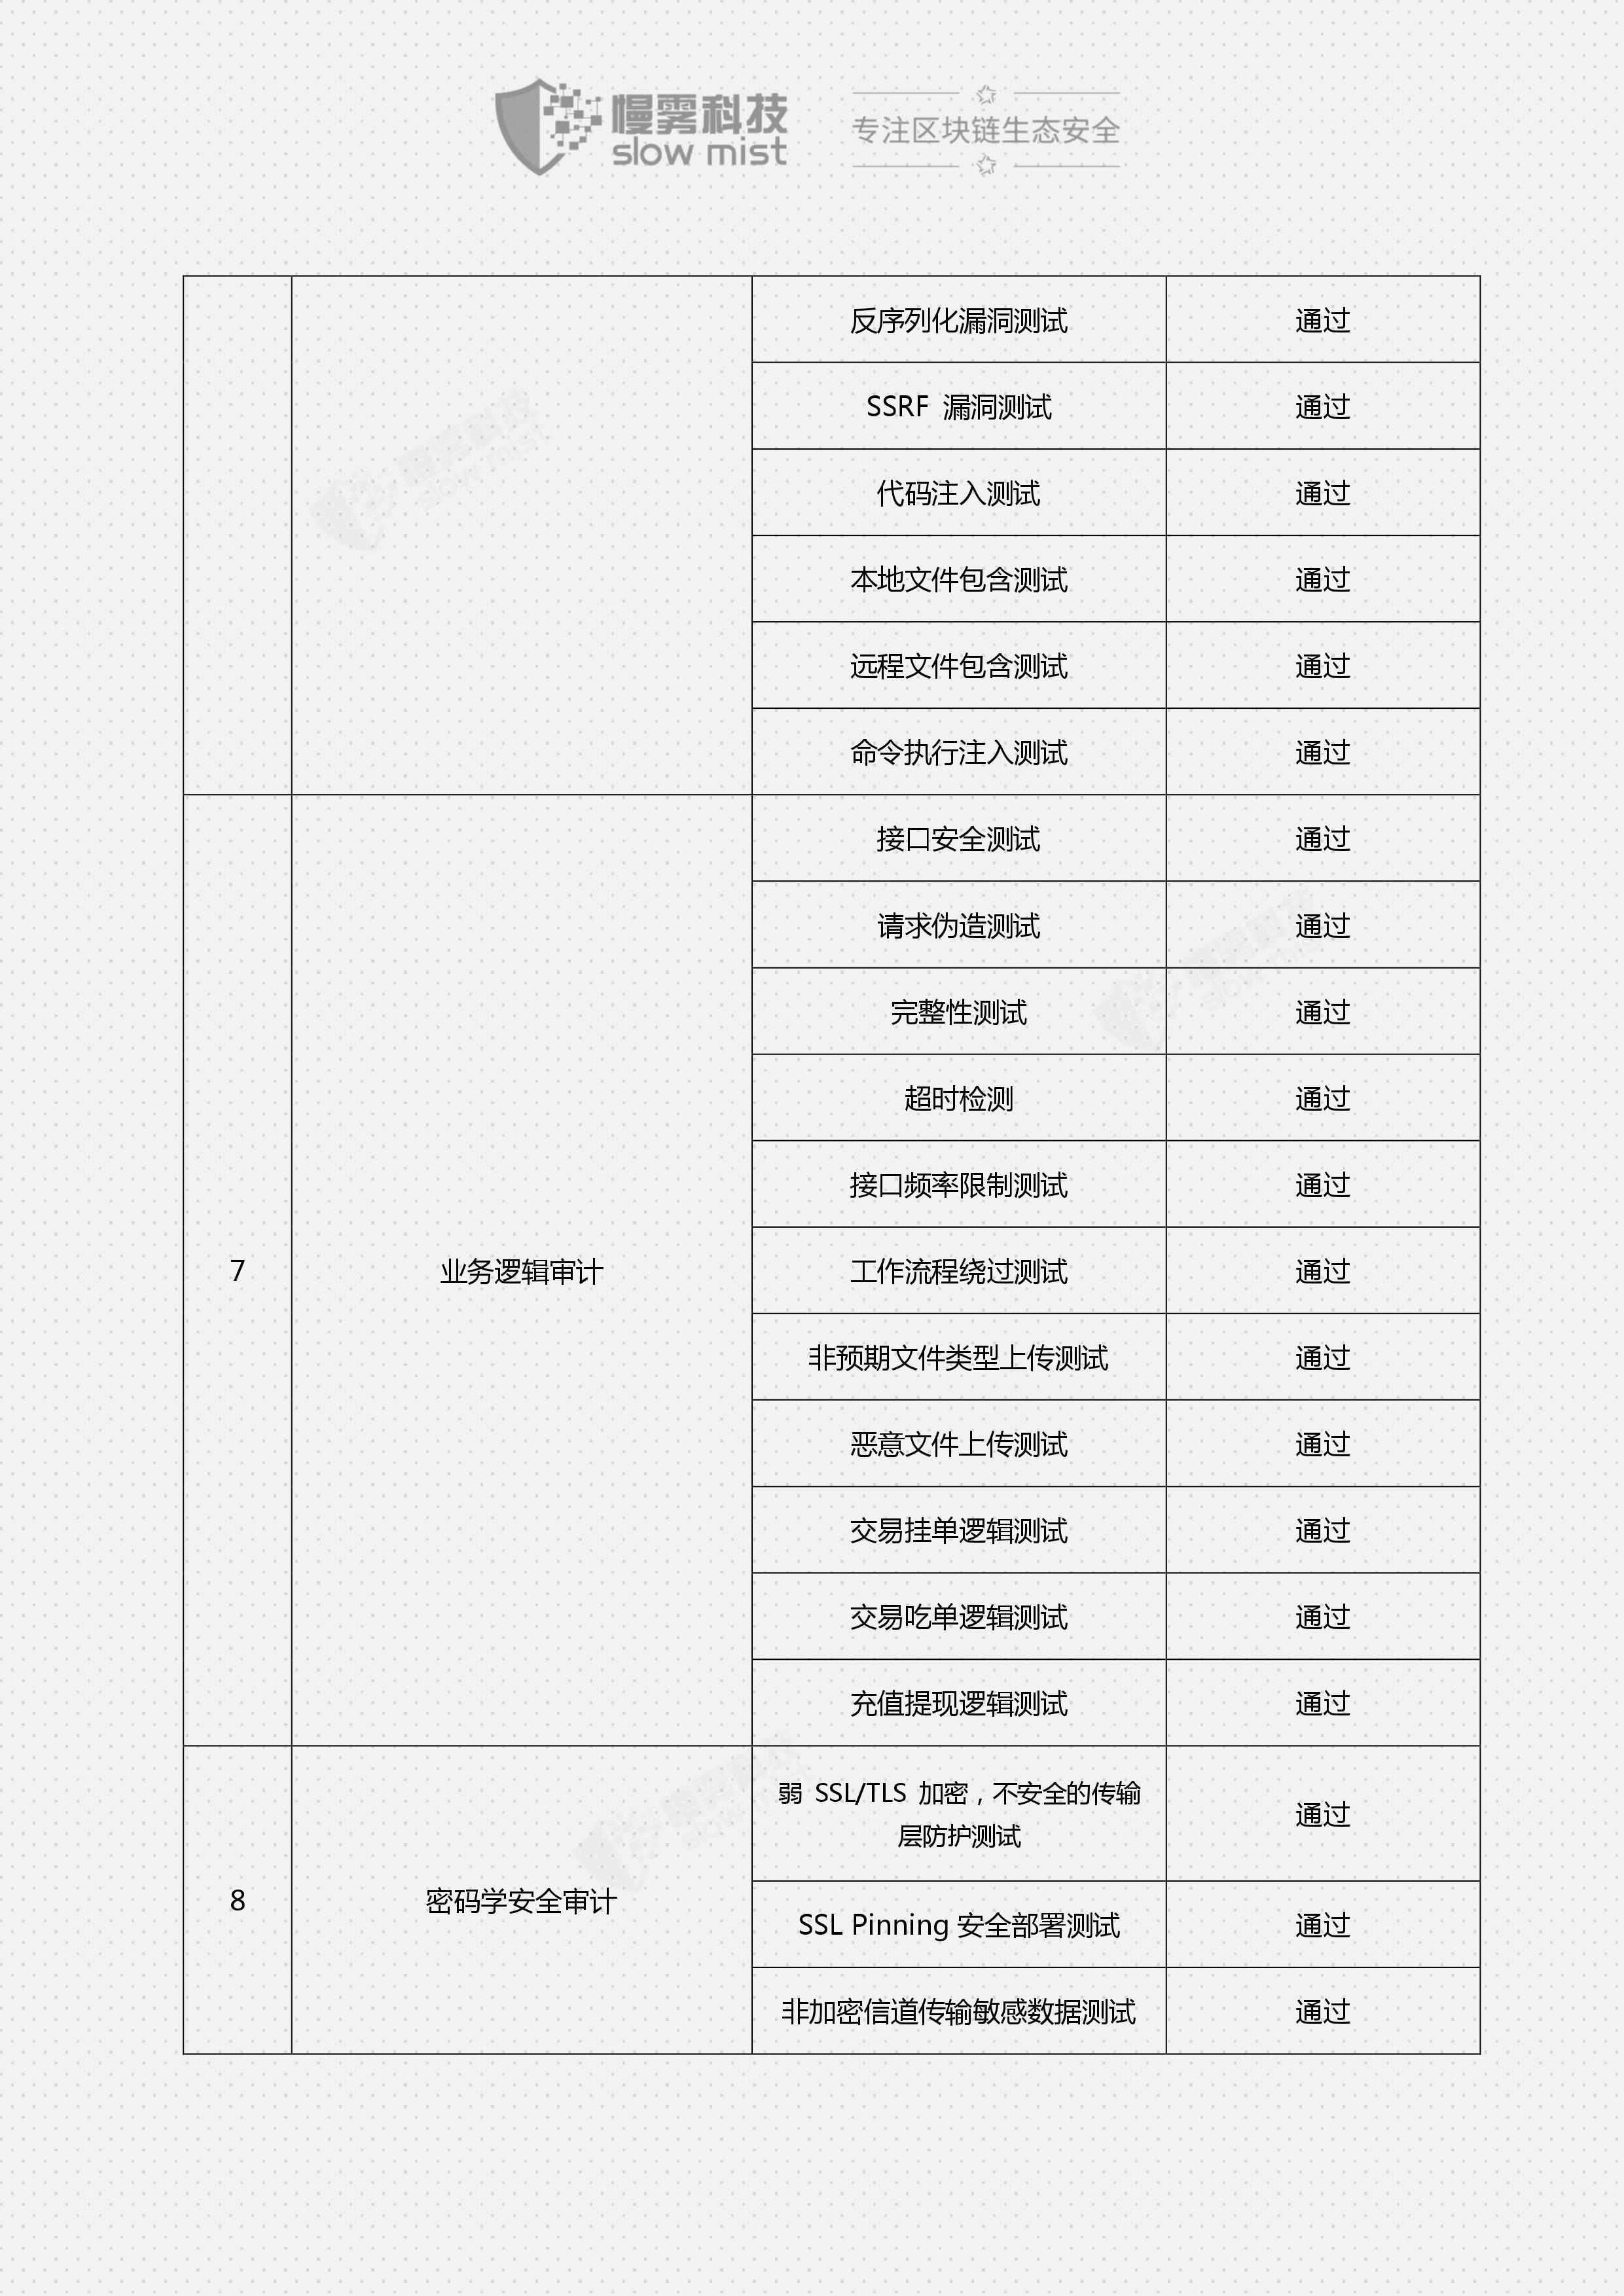 慢雾科技
slow mist
专注区块链生态安全
反序列化漏洞测试 通过
SSRF 漏洞测试 通过
代码注入测试 通过
本地文件包含测试 通过
远程文件包含测试 通过
命令执行注入测试 通过
接口安全测试 通过
请求伪造测试 通过
完整性测试 通过
超时检测 通过
接口频率限制测试 通过
7 业务逻辑审计 工作流程绕过测试 通过
非预期文件类型上传测试 通过
恶意文件上传测试 通过
交易挂单逻辑测试 通过
交易吃单逻辑测试 通过
充值提现逻辑测试 通过
弱 SSL/TLS 加密，不安全的传输
层防护测试 通过
8 密码学安全审计 SSL Pinning 安全部署测试 通过
非加密信道传输敏感数据测试 通过